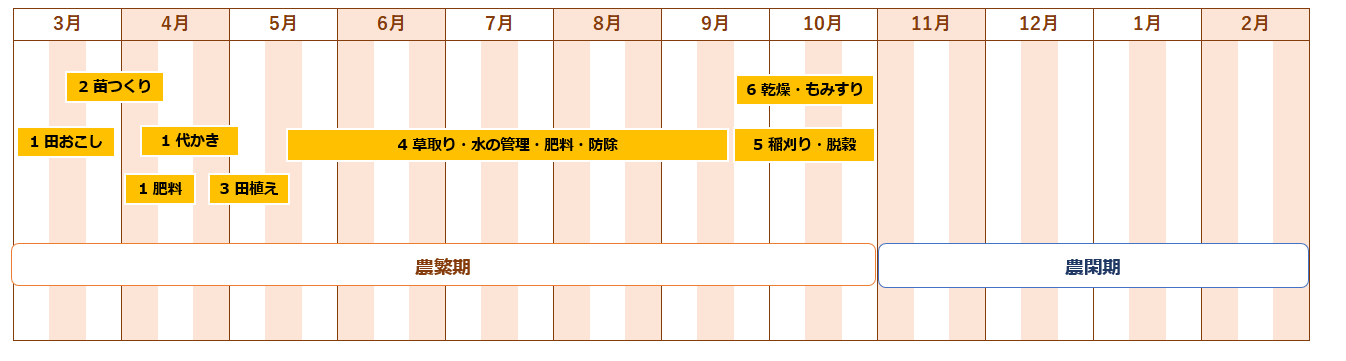 3月 4月 5月 6月 7月 8月 9月 10月 11月 12月 1月 2月
2 苗つくり
6 乾燥・もみすり
1 田おこし
1 代かき
4 草取り・水の管理・肥料・防除
5 稲刈り・脱穀
1 肥料
3 田植え
農繁期
農閑期